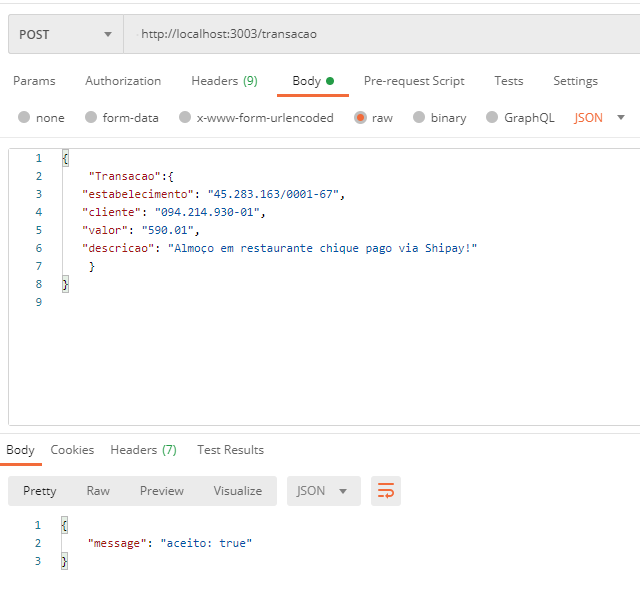 POST http://localhost:3003/transacao
Params Authorization Headers (9) Body Pre-request Script Tests Settings
none form-data x-www-form-urlencoded raw binary GraphQL JSON
1 {
2 "Transacao":{
3 "estabelecimento": "45.283.163/0001-67",
4 "cliente": "094.214.930-01",
5 "valor": "590.01",
6 "descricao": "Almoço em restaurante chique pago via Shipay!"
7 }
8 }
9
Body Cookies Headers (7) Test Results
Pretty Raw Preview Visualize JSON
1 {
2 "message": "aceito: true"
3 }